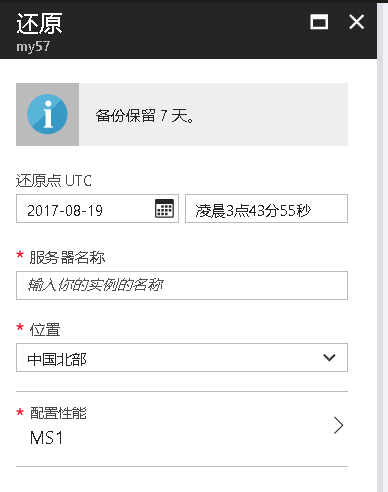 还原
my57
备份保留 7 天。
还原点 UTC
2017-08-19 凌晨3点43分55秒
* 服务器名称
输入你的实例的名称
* 位置
中国北部
* 配置性能
MS1